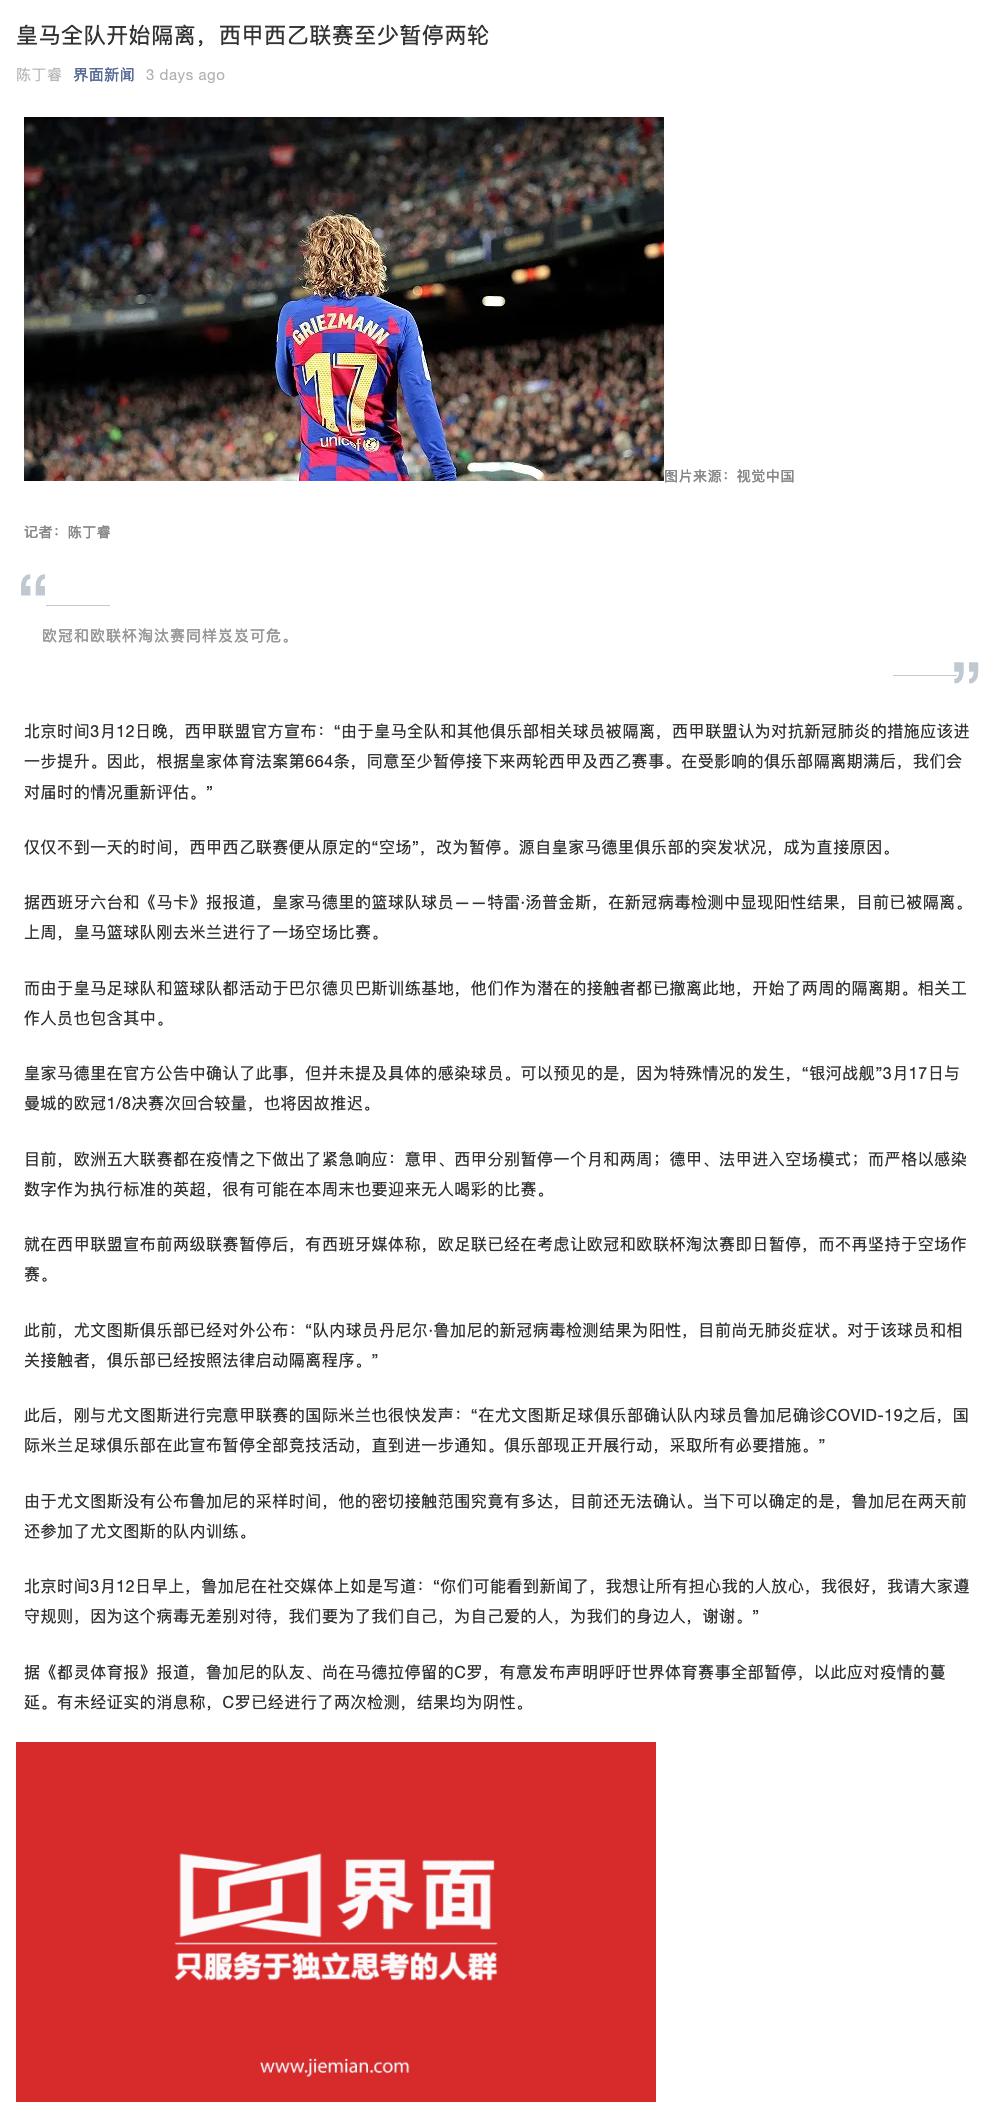 皇马全队开始隔离，西甲西乙联赛至少暂停两轮
陈丁睿 界面新闻 3 days ago
GRIEZMANN
17
unicef
图片来源：视觉中国
记者：陈丁睿
“
欧冠和欧联杯淘汰赛同样岌岌可危。
”
北京时间3月12日晚，西甲联盟官方宣布：“由于皇马全队和其他俱乐部相关球员被隔离，西甲联盟认为对抗新冠肺炎的措施应该进
一步提升。因此，根据皇家体育法案第664条，同意至少暂停接下来两轮西甲及西乙赛事。在受影响的俱乐部隔离期满后，我们会
对届时的情况重新评估。”
仅仅不到一天的时间，西甲西乙联赛便从原定的“空场”，改为暂停。源自皇家马德里俱乐部的突发状况，成为直接原因。
据西班牙六台和《马卡》报报道，皇家马德里的篮球队球员——特雷·汤普金斯，在新冠病毒检测中显现阳性结果，目前已被隔离。
上周，皇马篮球队刚去米兰进行了一场空场比赛。
而由于皇马足球队和篮球队都活动于巴尔德贝巴斯训练基地，他们作为潜在的接触者都已撤离此地，开始了两周的隔离期。相关工
作人员也包含其中。
皇家马德里在官方公告中确认了此事，但并未提及具体的感染球员。可以预见的是，因为特殊情况的发生，“银河战舰”3月17日与
曼城的欧冠1/8决赛次回合较量，也将因故推迟。
目前，欧洲五大联赛都在疫情之下做出了紧急响应：意甲、西甲分别暂停一个月和两周；德甲、法甲进入空场模式；而严格以感染
数字作为执行标准的英超，很有可能在本周末也要迎来无人喝彩的比赛。
就在西甲联盟宣布前两级联赛暂停后，有西班牙媒体称，欧足联已经在考虑让欧冠和欧联杯淘汰赛即日暂停，而不再坚持于空场作
赛。
此前，尤文图斯俱乐部已经对外公布：“队内球员丹尼尔·鲁加尼的新冠病毒检测结果为阳性，目前尚无肺炎症状。对于该球员和相
关接触者，俱乐部已经按照法律启动隔离程序。”
此后，刚与尤文图斯进行完意甲联赛的国际米兰也很快发声：“在尤文图斯足球俱乐部确认队内球员鲁加尼确诊COVID-19之后，国
际米兰足球俱乐部在此宣布暂停全部竞技活动，直到进一步通知。俱乐部现正开展行动，采取所有必要措施。”
由于尤文图斯没有公布鲁加尼的采样时间，他的密切接触范围究竟有多达，目前还无法确认。当下可以确定的是，鲁加尼在两天前
还参加了尤文图斯的队内训练。
北京时间3月12日早上，鲁加尼在社交媒体上如是写道：“你们可能看到新闻了，我想让所有担心我的人放心，我很好，我请大家遵
守规则，因为这个病毒无差别对待，我们要为了我们自己，为自己爱的人，为我们的身边人，谢谢。”
据《都灵体育报》报道，鲁加尼的队友、尚在马德拉停留的C罗，有意发布声明呼吁世界体育赛事全部暂停，以此应对疫情的蔓
延。有未经证实的消息称，C罗已经进行了两次检测，结果均为阴性。
界面
只服务于独立思考的人群
www.jiemian.com